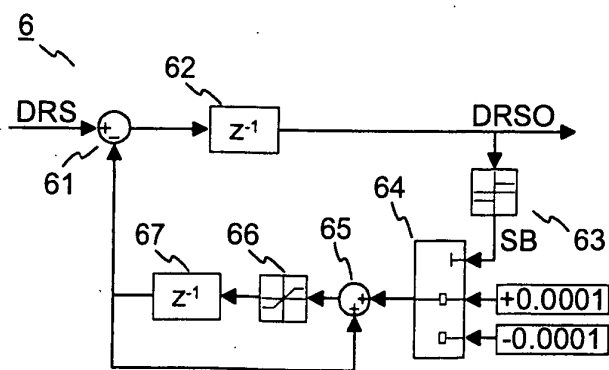 6
62
DRS
+
−
z-1
DRSO
61
64
63
SB
67
66
65
z-1
+
+
+0.0001
-0.0001